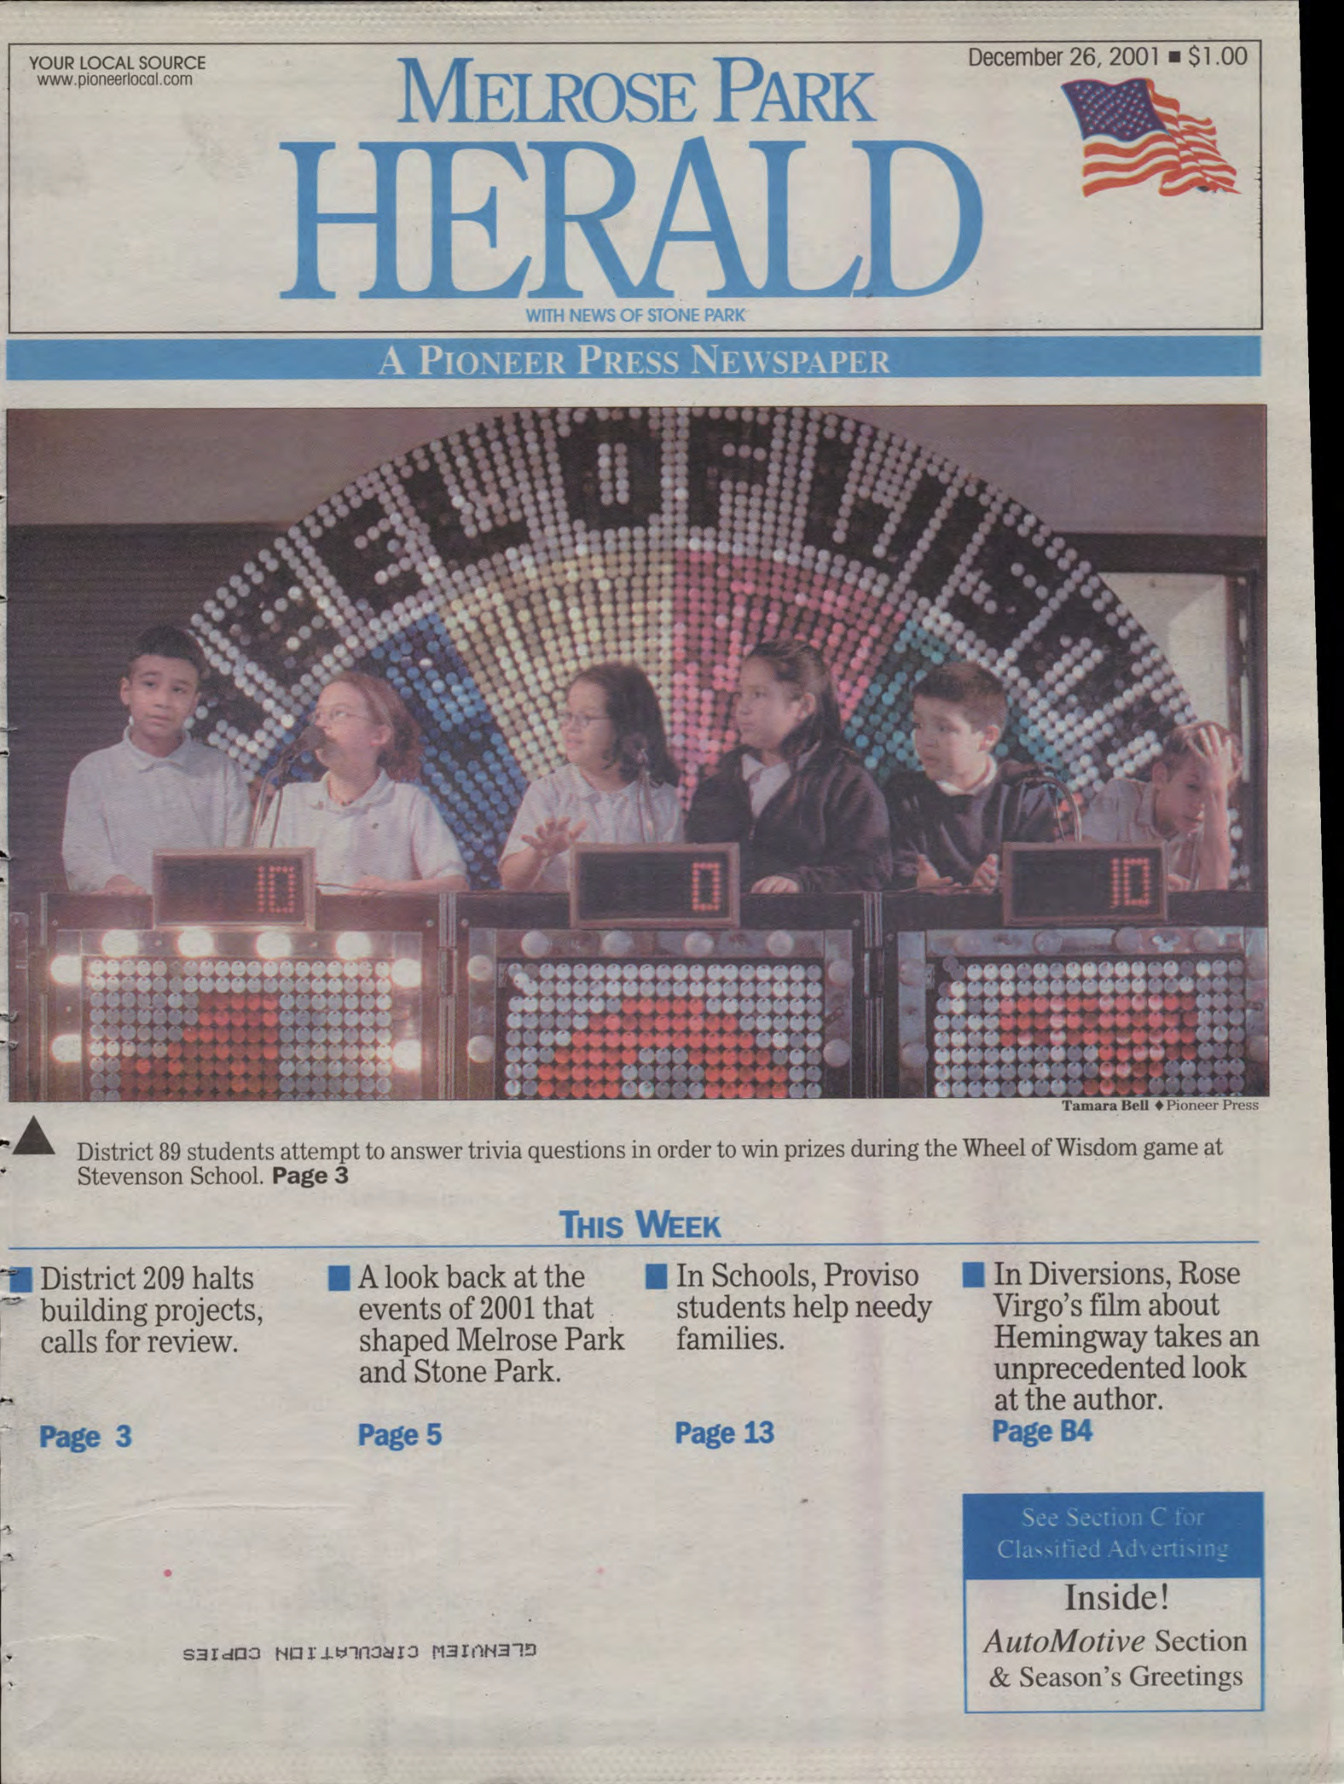 YOUR LOCAL SOURCE
www.pioneerlocal.com
December 26, 2001 ■ $1.00
MELROSE PARK
HERALD
WITH NEWS OF STONE PARK
A PIONEER PRESS NEWSPAPER
WHEEL OF WISDOM
10
0
10
Tamara Bell ♦ Pioneer Press
District 89 students attempt to answer trivia questions in order to win prizes during the Wheel of Wisdom game at
Stevenson School. Page 3
THIS WEEK
District 209 halts
building projects,
calls for review.
Page 3
A look back at the
events of 2001 that
shaped Melrose Park
and Stone Park.
Page 5
In Schools, Proviso
students help needy
families.
Page 13
In Diversions, Rose
Virgo's film about
Hemingway takes an
unprecedented look
at the author.
Page B4
See Section C for
Classified Advertising
Inside!
AutoMotive Section
& Season's Greetings
GLENVIEW CIRCULATION COPIES